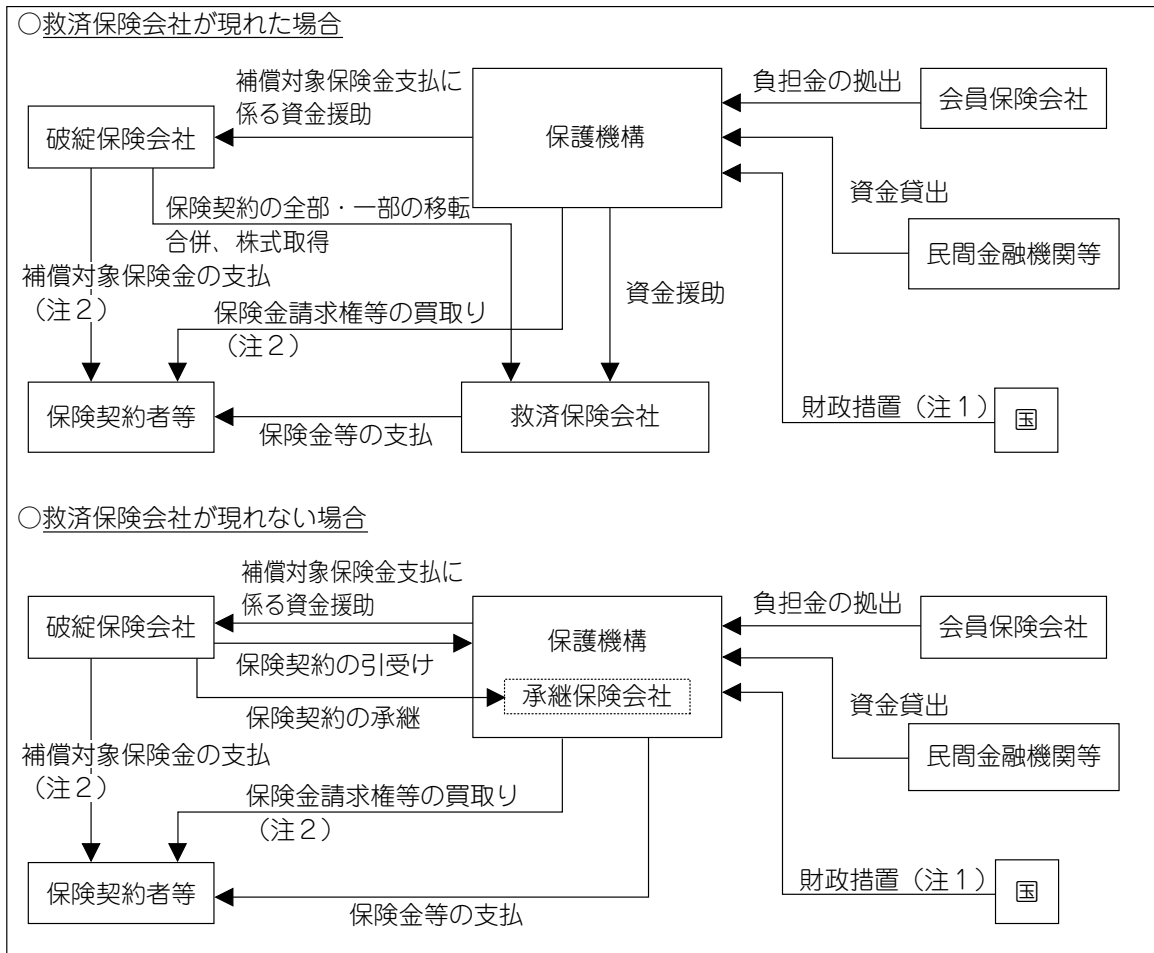 ○救済保険会社が現れた場合
補償対象保険金支払に
係る資金援助
負担金の拠出
会員保険会社
破綻保険会社
保護機構
資金貸出
保険契約の全部・一部の移転
合併、株式取得
民間金融機関等
補償対象保険金の支払
（注２）
資金援助
保険金請求権等の買取り
（注２）
財政措置（注１）
国
保険契約者等
救済保険会社
保険金等の支払
○救済保険会社が現れない場合
補償対象保険金支払に
係る資金援助
負担金の拠出
会員保険会社
破綻保険会社
保護機構
保険契約の引受け
承継保険会社
資金貸出
保険契約の承継
民間金融機関等
補償対象保険金の支払
（注２）
保険金請求権等の買取り
（注２）
財政措置（注１）
国
保険契約者等
保険金等の支払